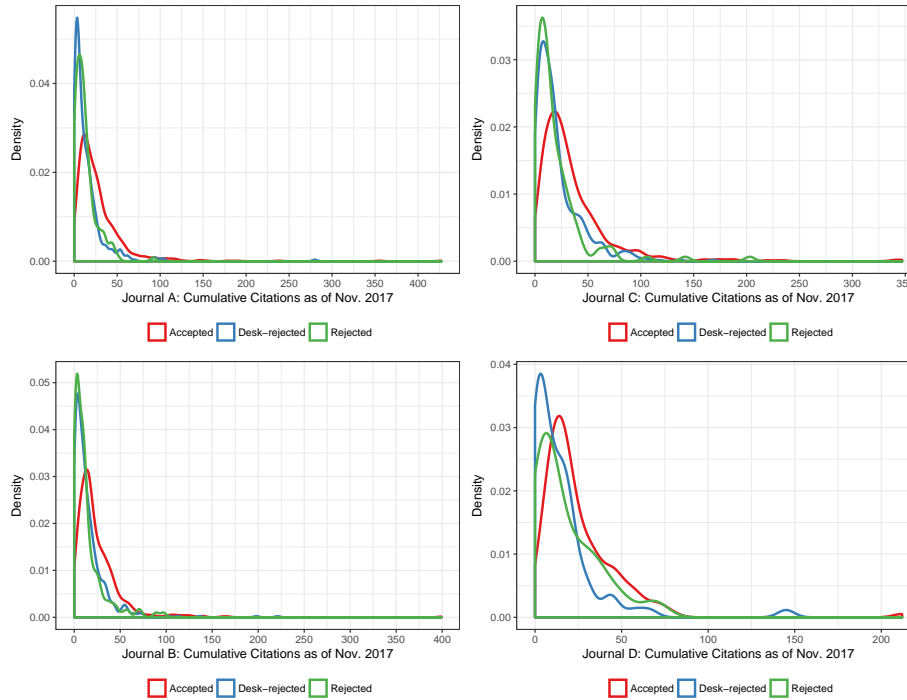 0.04
0.02
0.00
Density
0 50 100 150 200 250 300 350 400
Journal A: Cumulative Citations as of Nov. 2017
Accepted Desk−rejected Rejected
0.03
0.02
0.01
0.00
Density
0 50 100 150 200 250 300 35
Journal C: Cumulative Citations as of Nov. 2017
Accepted Desk−rejected Rejected
0.05
0.04
0.03
0.02
0.01
0.00
Density
0 50 100 150 200 250 300 350 400
Journal B: Cumulative Citations as of Nov. 2017
Accepted Desk−rejected Rejected
0.04
0.03
0.02
0.01
0.00
Density
0 50 100 150 20
Journal D: Cumulative Citations as of Nov. 2017
Accepted Desk−rejected Rejected